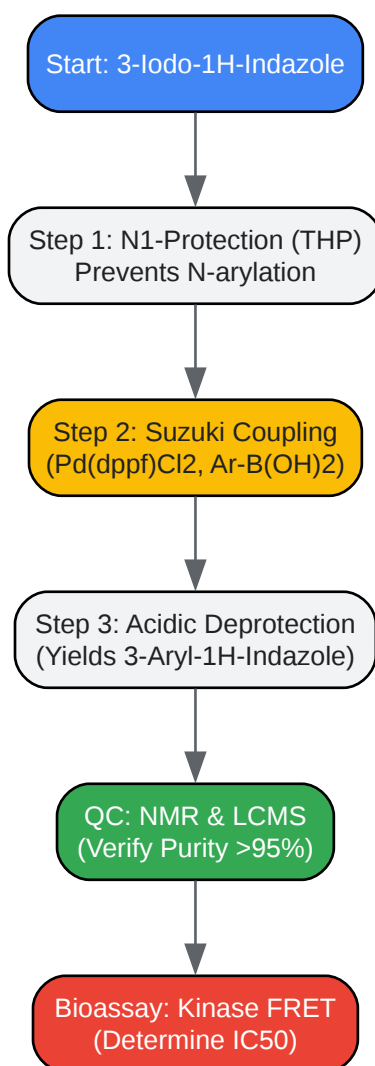 Start: 3-Iodo-1H-Indazole
Step 1: N1-Protection (THP)
Prevents N-arylation
Step 2: Suzuki Coupling
(Pd(dppf)Cl2, Ar-B(OH)2)
Step 3: Acidic Deprotection
(Yields 3-Aryl-1H-Indazole)
QC: NMR & LCMS
(Verify Purity >95%)
Bioassay: Kinase FRET
(Determine IC50)